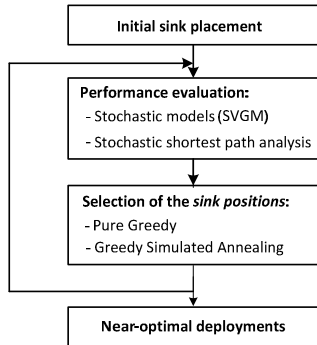 Initial sink placement
Performance evaluation:
- Stochastic models (SVGM)
- Stochastic shortest path analysis
Selection of the sink positions:
- Pure Greedy
- Greedy Simulated Annealing
Near-optimal deployments